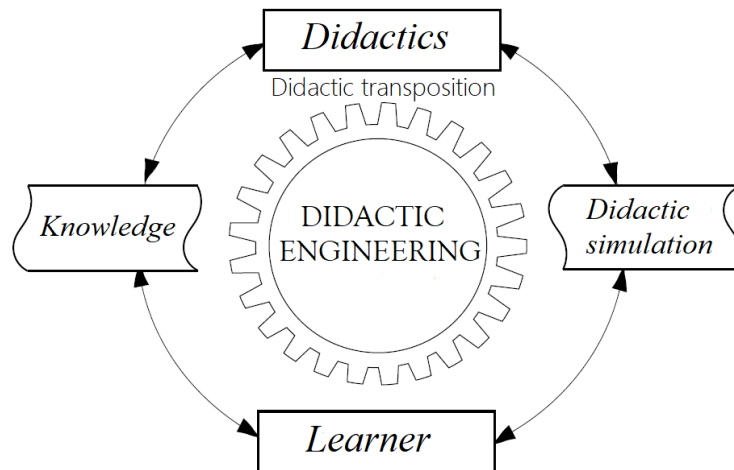 Didactics
Didactic transposition
Knowledge
DIDACTIC
ENGINEERING
Didactic
simulation
Learner